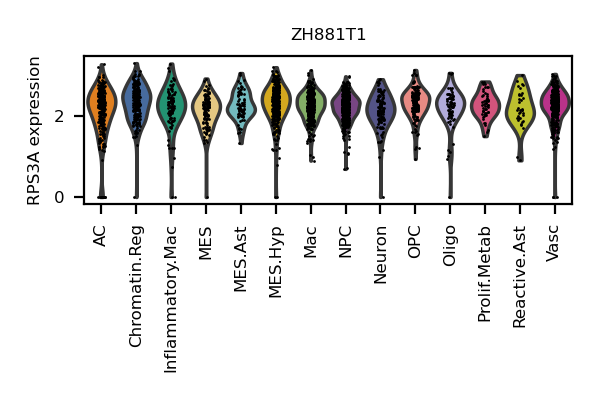 ZH881T1
RPS3A expression
2
0
AC
Chromatin.Reg
Inflammatory.Mac
MES
MES.Ast
MES.Hyp
Mac
NPC
Neuron
OPC
Oligo
Prolif.Metab
Reactive.Ast
Vasc